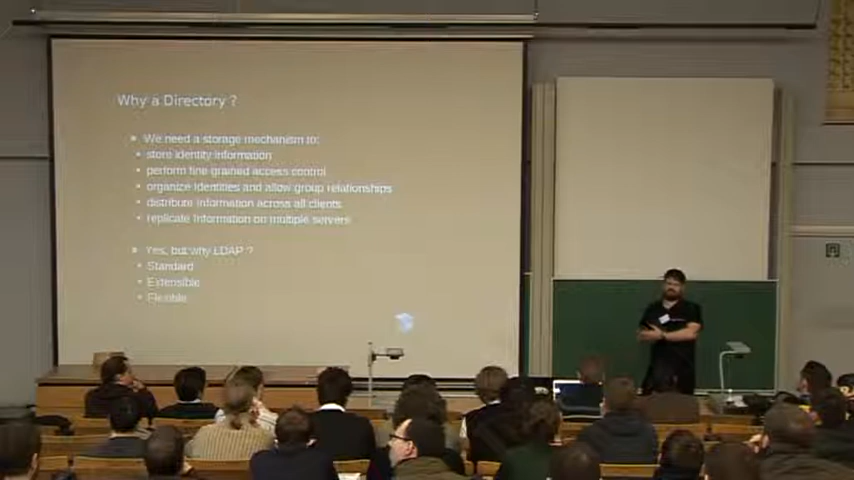 Why a Directory ?
We need a storage mechanism to:
store identity information
perform fine grained access control
organize identities and allow group relationships
distribute information across all clients
replicate information on multiple servers
Yes, but why LDAP ?
Standard
Extensible
Flexible